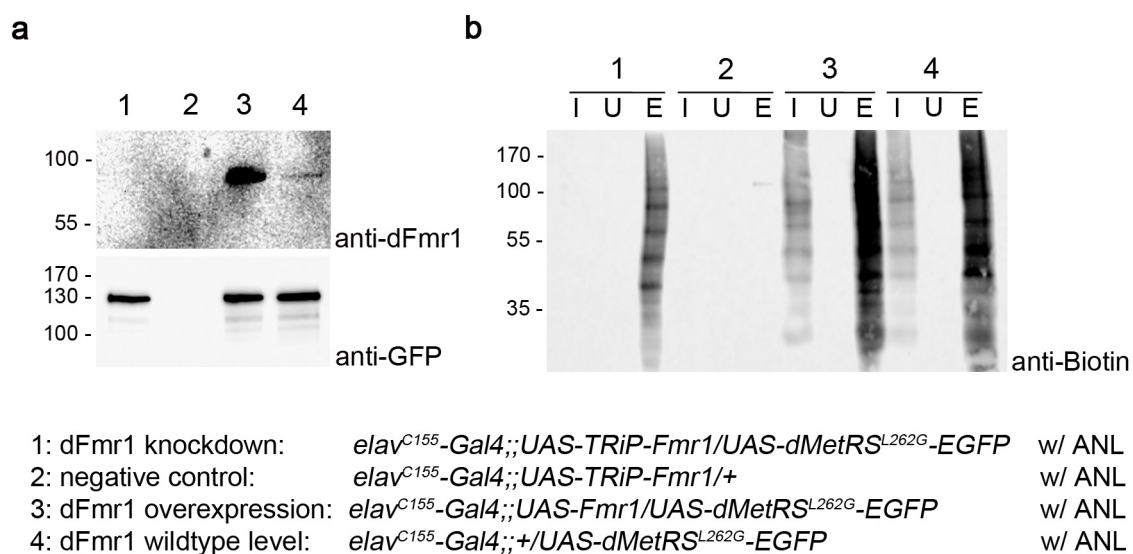 a
1 2 3 4
100 -
55 -
anti-dFmr1
170 -
130 -
100 -
anti-GFP
b
1 2 3 4
I U E I U E I U E I U E
170 -
100 -
55 -
35 -
anti-Biotin
1: dFmr1 knockdown: elavC155-Gal4;;UAS-TRiP-Fmr1/UAS-dMetRSL262G-EGFP w/ ANL
2: negative control: elavC155-Gal4;;UAS-TRiP-Fmr1/+ w/ ANL
3: dFmr1 overexpression: elavC155-Gal4;;UAS-Fmr1/UAS-dMetRSL262G-EGFP w/ ANL
4: dFmr1 wildtype level: elavC155-Gal4;;+/UAS-dMetRSL262G-EGFP w/ ANL